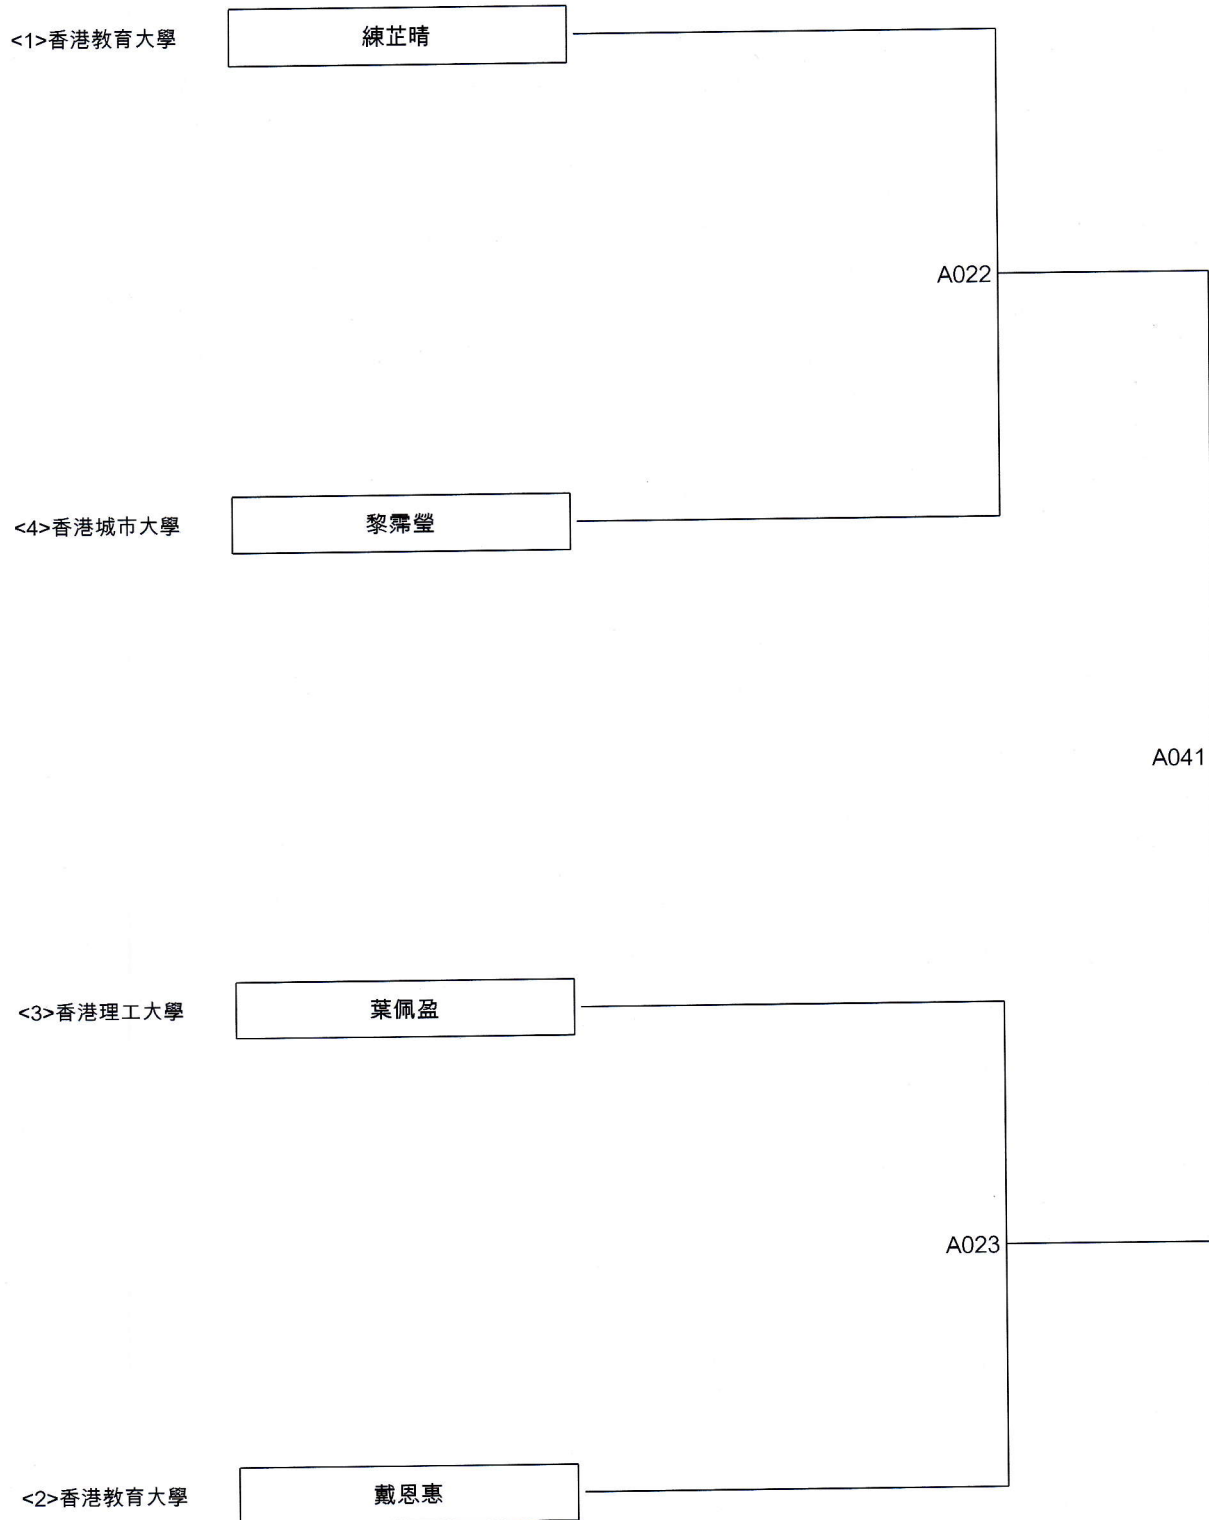 <1>香港教育大學 練芷晴
A022
<4>香港城市大學 黎霈瑩
A041
<3>香港理工大學 葉佩盈
A023
<2>香港教育大學 戴恩惠